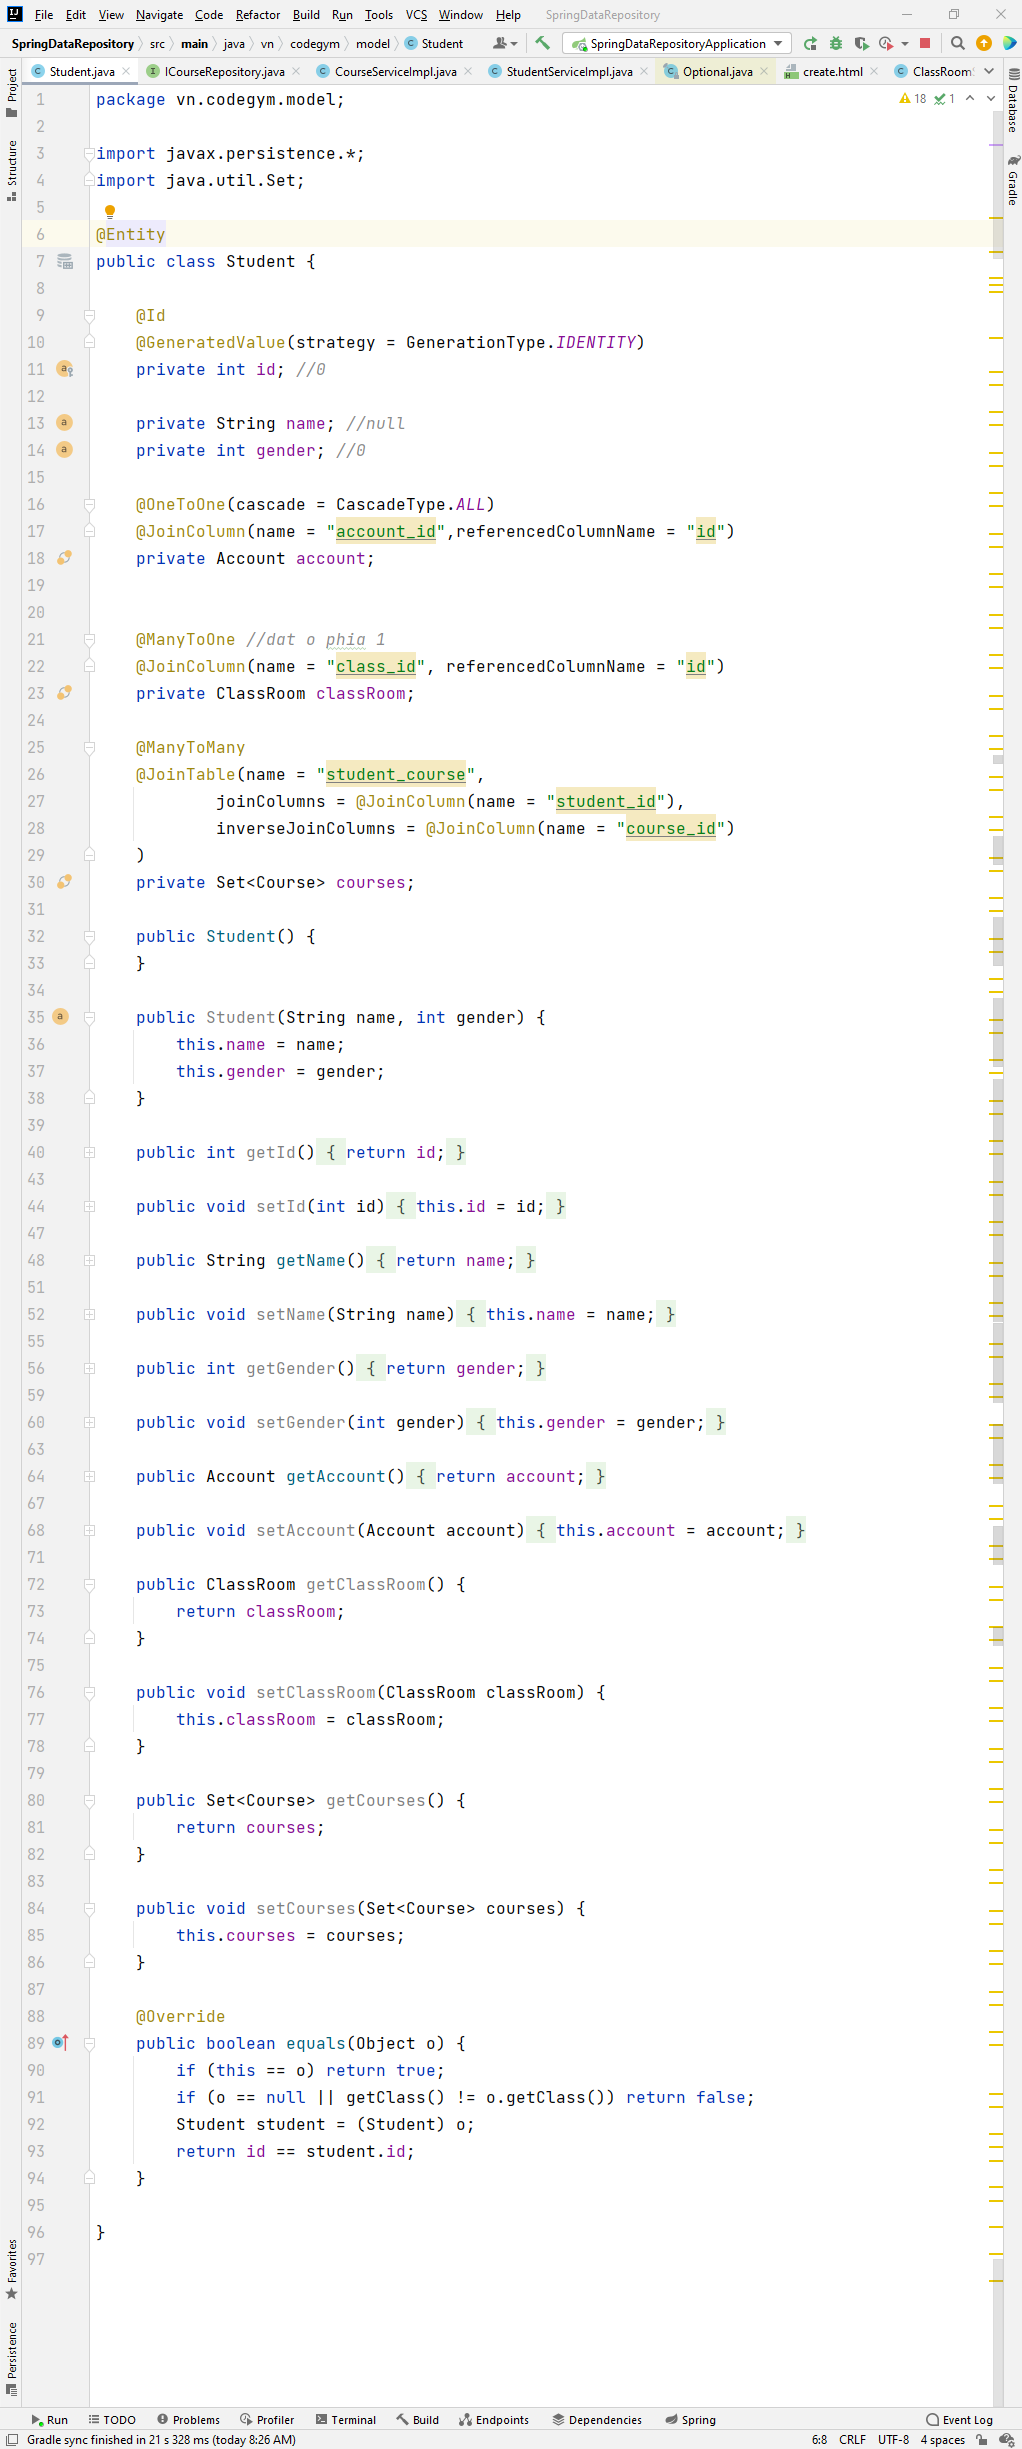 File Edit View Navigate Code Refactor Build Run Tools VCS Window Help SpringDataRepository
SpringDataRepository src main java vn codegym model Student SpringDataRepositoryApplication
Student.java ICourseRepository.java CourseServiceImpl.java StudentServiceImpl.java Optional.java create.html ClassRoom
Project
Structure
Favorites
Persistence
Database
Gradle
18 1
1 package vn.codegym.model;
2
3 import javax.persistence.*;
4 import java.util.Set;
5
6 @Entity
7 public class Student {
8
9 @Id
10 @GeneratedValue(strategy = GenerationType.IDENTITY)
11 private int id; //0
12
13 private String name; //null
14 private int gender; //0
15
16 @OneToOne(cascade = CascadeType.ALL)
17 @JoinColumn(name = "account_id",referencedColumnName = "id")
18 private Account account;
19
20
21 @ManyToOne //dat o phia 1
22 @JoinColumn(name = "class_id", referencedColumnName = "id")
23 private ClassRoom classRoom;
24
25 @ManyToMany
26 @JoinTable(name = "student_course",
27 joinColumns = @JoinColumn(name = "student_id"),
28 inverseJoinColumns = @JoinColumn(name = "course_id")
29 )
30 private Set<Course> courses;
31
32 public Student() {
33 }
34
35 public Student(String name, int gender) {
36 this.name = name;
37 this.gender = gender;
38 }
39
40 public int getId() { return id; }
43
44 public void setId(int id) { this.id = id; }
47
48 public String getName() { return name; }
51
52 public void setName(String name) { this.name = name; }
55
56 public int getGender() { return gender; }
59
60 public void setGender(int gender) { this.gender = gender; }
63
64 public Account getAccount() { return account; }
67
68 public void setAccount(Account account) { this.account = account; }
71
72 public ClassRoom getClassRoom() {
73 return classRoom;
74 }
75
76 public void setClassRoom(ClassRoom classRoom) {
77 this.classRoom = classRoom;
78 }
79
80 public Set<Course> getCourses() {
81 return courses;
82 }
83
84 public void setCourses(Set<Course> courses) {
85 this.courses = courses;
86 }
87
88 @Override
89 public boolean equals(Object o) {
90 if (this == o) return true;
91 if (o == null || getClass() != o.getClass()) return false;
92 Student student = (Student) o;
93 return id == student.id;
94 }
95
96 }
97
Run TODO Problems Profiler Terminal Build Endpoints Dependencies Spring Event Log
Gradle sync finished in 21 s 328 ms (today 8:26 AM) 6:8 CRLF UTF-8 4 spaces